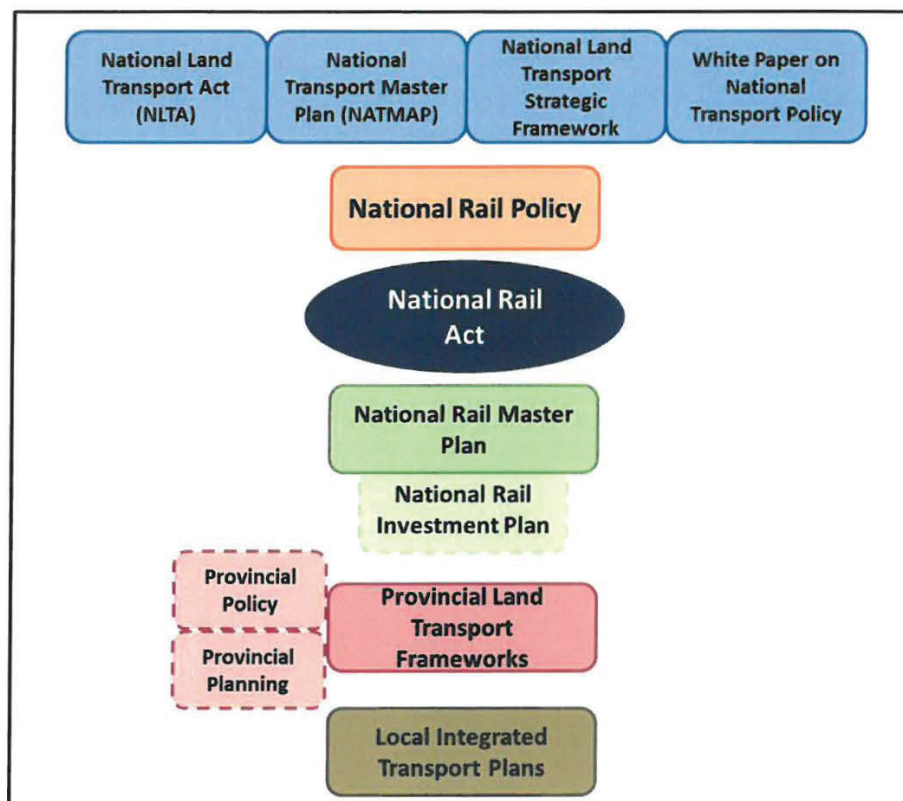 National Land
Transport Act
(NLTA)
National
Transport Master
Plan (NATMAP)
National Land
Transport
Strategic
Framework
White Paper on
National
Transport Policy
National Rail Policy
National Rail
Act
National Rail Master
Plan
National Rail
Investment Plan
Provincial
Policy
Provincial
Planning
Provincial Land
Transport
Frameworks
Local Integrated
Transport Plans